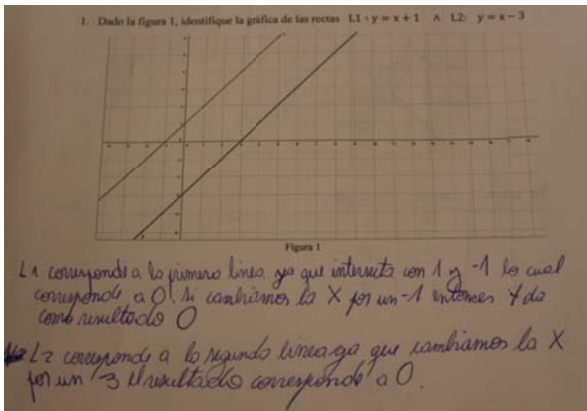 1. Dado la figura 1, identifique la gráfica de las rectas L1 : y = x + 1 ∧ L2: y = x − 3
Figura 1
L1 corresponde a la primera linea ya que intersecta con 1 y -1 lo cual
corresponde a 0. Si cambiamos la X por un -1 entonces Y da
como resultado 0
L2 corresponde a la segunda linea ya que cambiamos la X
por un 3 el resultado corresponde a 0.